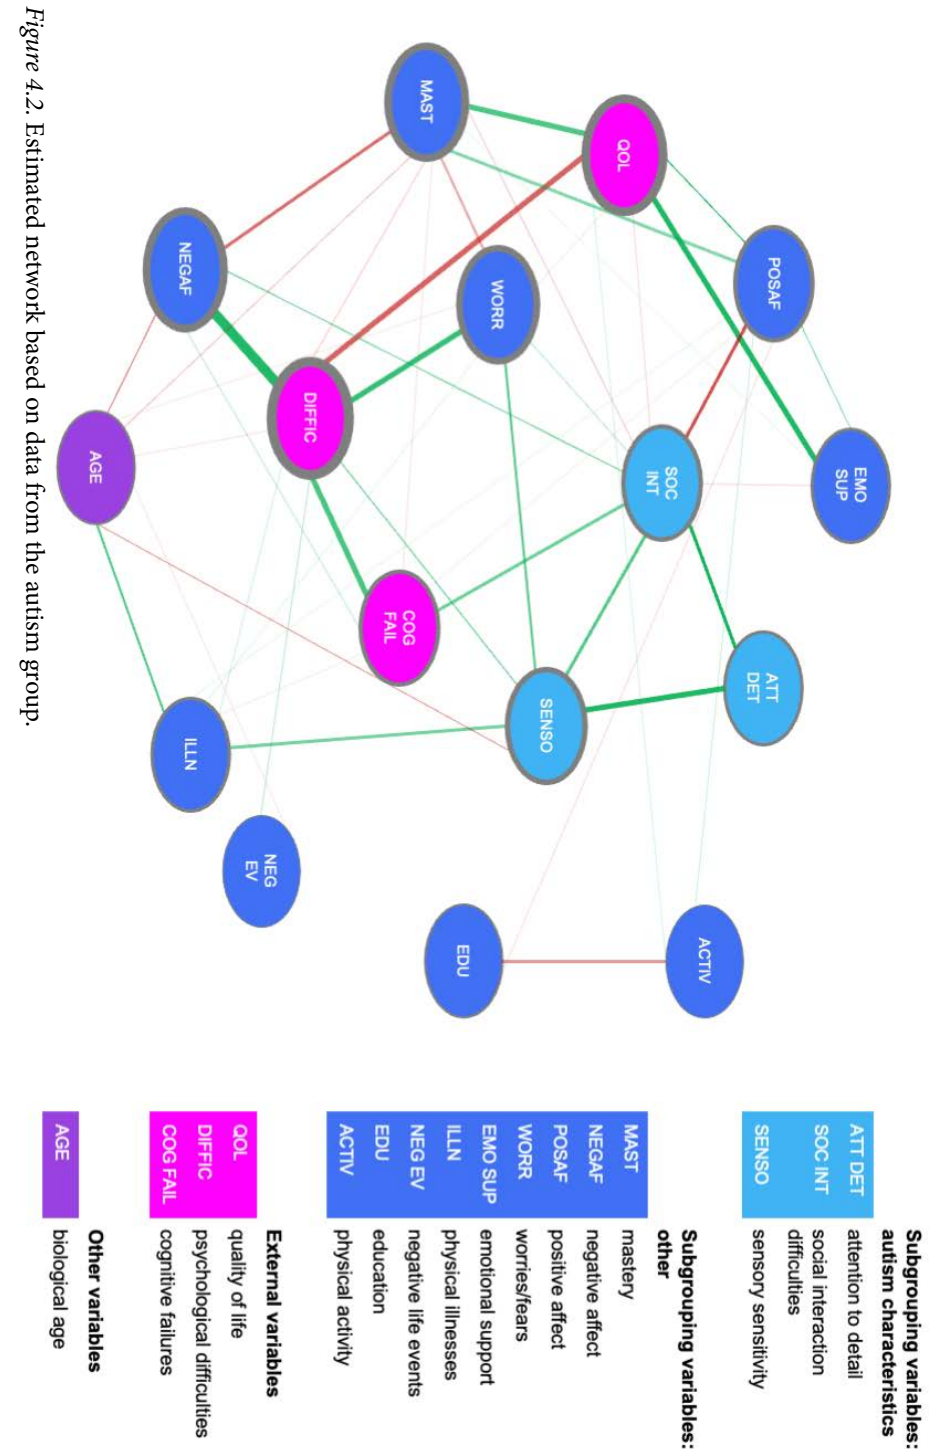 MAST
QOL
NEGAF
WORR
POSAF
DIFFIC
AGE
SOC
INT
EMO
SUP
COG
FAIL
ATT
DET
SENSO
ILLN
NEG
EV
EDU
ACTIV
Subgrouping variables:
autism characteristics
ATT DET attention to detail
SOC INT social interaction
difficulties
SENSO sensory sensitivity
Subgrouping variables:
other
MAST mastery
NEGAF negative affect
POSAF positive affect
WORR worries/fears
EMO SUP emotional support
ILLN physical illnesses
NEG EV negative life events
EDU education
ACTIV physical activity
External variables
QOL quality of life
DIFFIC psychological difficulties
COG FAIL cognitive failures
Other variables
AGE biological age
Figure 4.2. Estimated network based on data from the autism group.